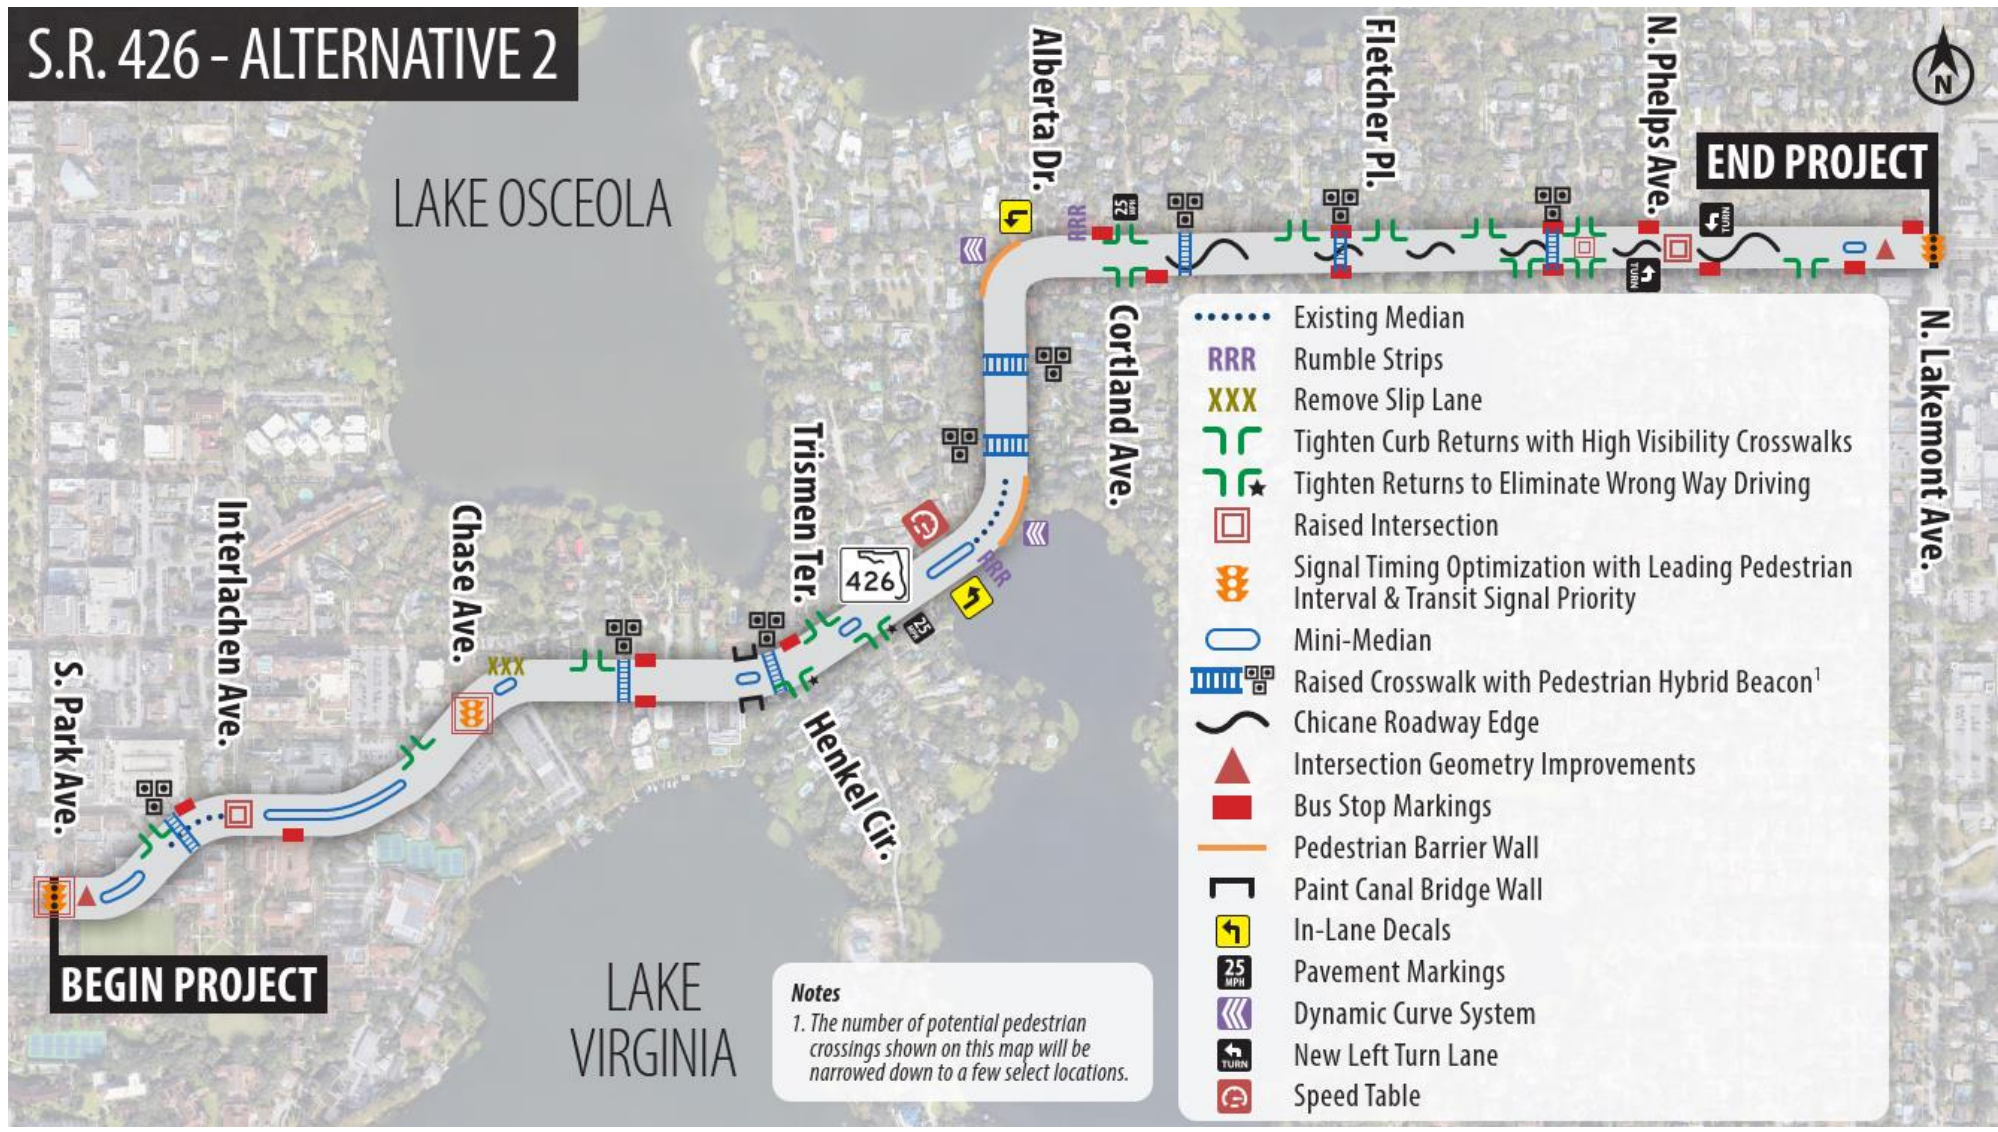 S.R. 426 - ALTERNATIVE 2
N
LAKE OSCEOLA
Alberta Dr.
Fletcher Pl.
N. Phelps Ave.
END PROJECT
RRR
25 MPH
TURN
TURN
Cortland Ave.
N. Lakemont Ave.
Trismen Ter.
426
RRR
25 MPH
Interlachen Ave.
Chase Ave.
XXX
S. Park Ave.
Henkel Cir.
BEGIN PROJECT
LAKE
VIRGINIA
Notes
1. The number of potential pedestrian
crossings shown on this map will be
narrowed down to a few select locations.
Existing Median
RRR Rumble Strips
XXX Remove Slip Lane
Tighten Curb Returns with High Visibility Crosswalks
Tighten Returns to Eliminate Wrong Way Driving
Raised Intersection
Signal Timing Optimization with Leading Pedestrian
Interval & Transit Signal Priority
Mini-Median
Raised Crosswalk with Pedestrian Hybrid Beacon¹
Chicane Roadway Edge
Intersection Geometry Improvements
Bus Stop Markings
Pedestrian Barrier Wall
Paint Canal Bridge Wall
In-Lane Decals
25 MPH Pavement Markings
Dynamic Curve System
TURN New Left Turn Lane
Speed Table